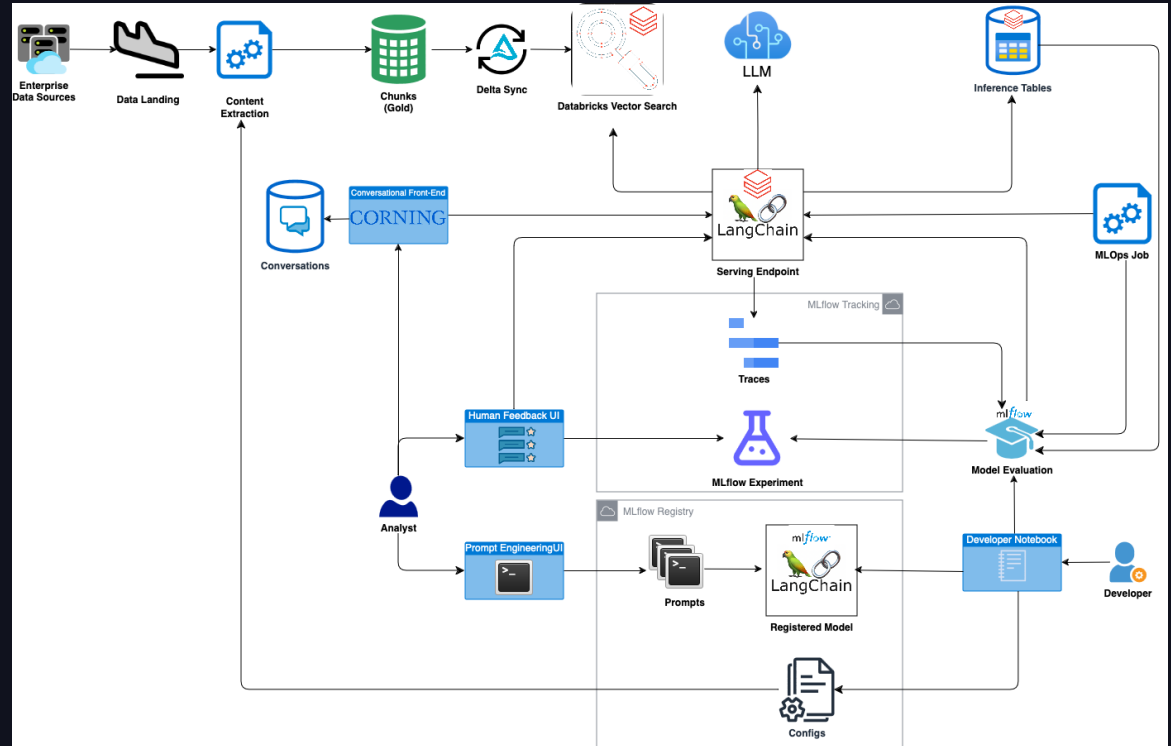 Enterprise
Data Sources
Data Landing
Content
Extraction
Chunks
(Gold)
Delta Sync
Databricks Vector Search
LLM
Inference Tables
Conversational Front-End
CORNING
Conversations
LangChain
Serving Endpoint
MLOps Job
MLflow Tracking
Traces
Human Feedback UI
MLflow Experiment
mlflow
Model Evaluation
Analyst
MLflow Registry
Prompt EngineeringUI
>_
>_
Prompts
mlflow
LangChain
Registered Model
Developer Notebook
Developer
Configs